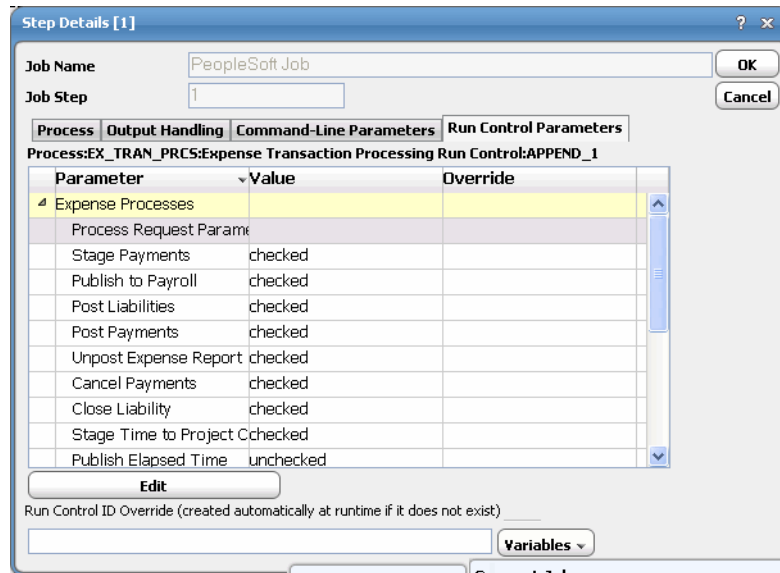 Step Details [1]
? x
Job Name PeopleSoft Job OK
Job Step 1 Cancel
Process Output Handling Command-Line Parameters Run Control Parameters
Process:EX_TRAN_PRCS:Expense Transaction Processing Run Control:APPEND_1
Parameter Value Override
Expense Processes
Process Request Parame
Stage Payments checked
Publish to Payroll checked
Post Liabilities checked
Post Payments checked
Unpost Expense Report checked
Cancel Payments checked
Close Liability checked
Stage Time to Project C checked
Publish Elapsed Time unchecked
Edit
Run Control ID Override (created automatically at runtime if it does not exist)
Variables